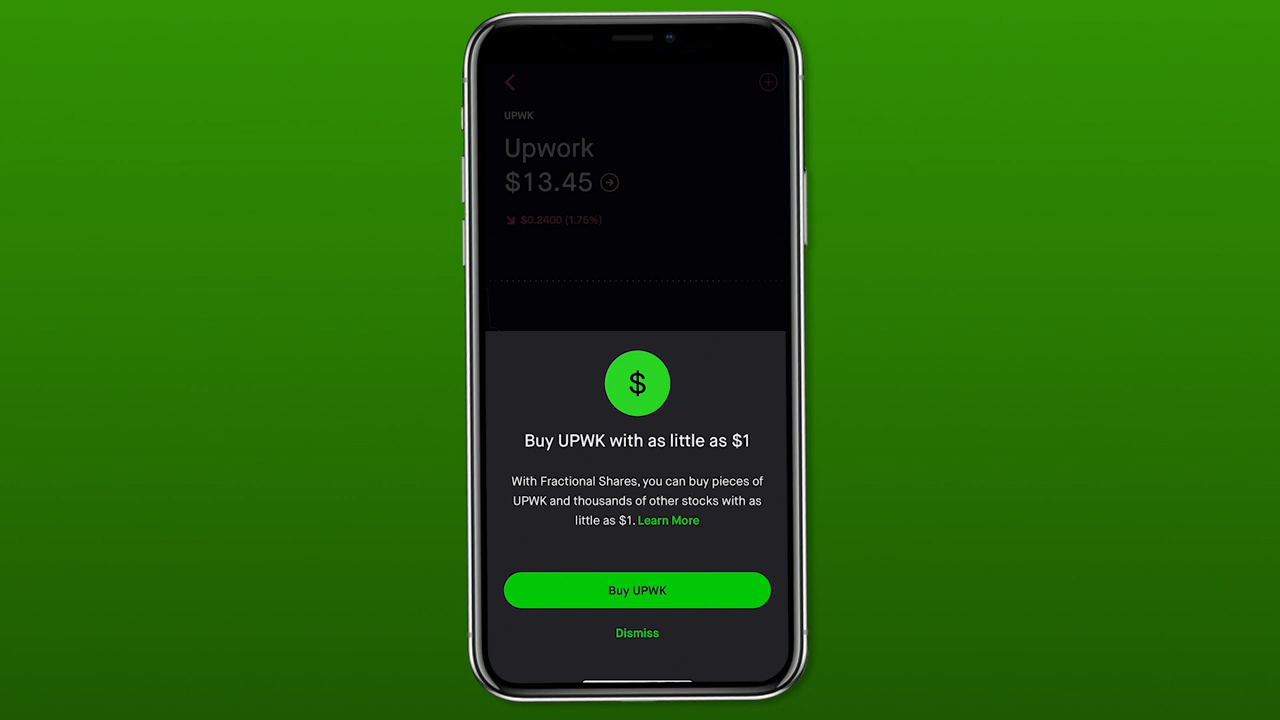 UPWK
Upwork
$13.45
$0.2400 (1.75%)
$
Buy UPWK with as little as $1
With Fractional Shares, you can buy pieces of
UPWK and thousands of other stocks with as
little as $1. Learn More
Buy UPWK
Dismiss